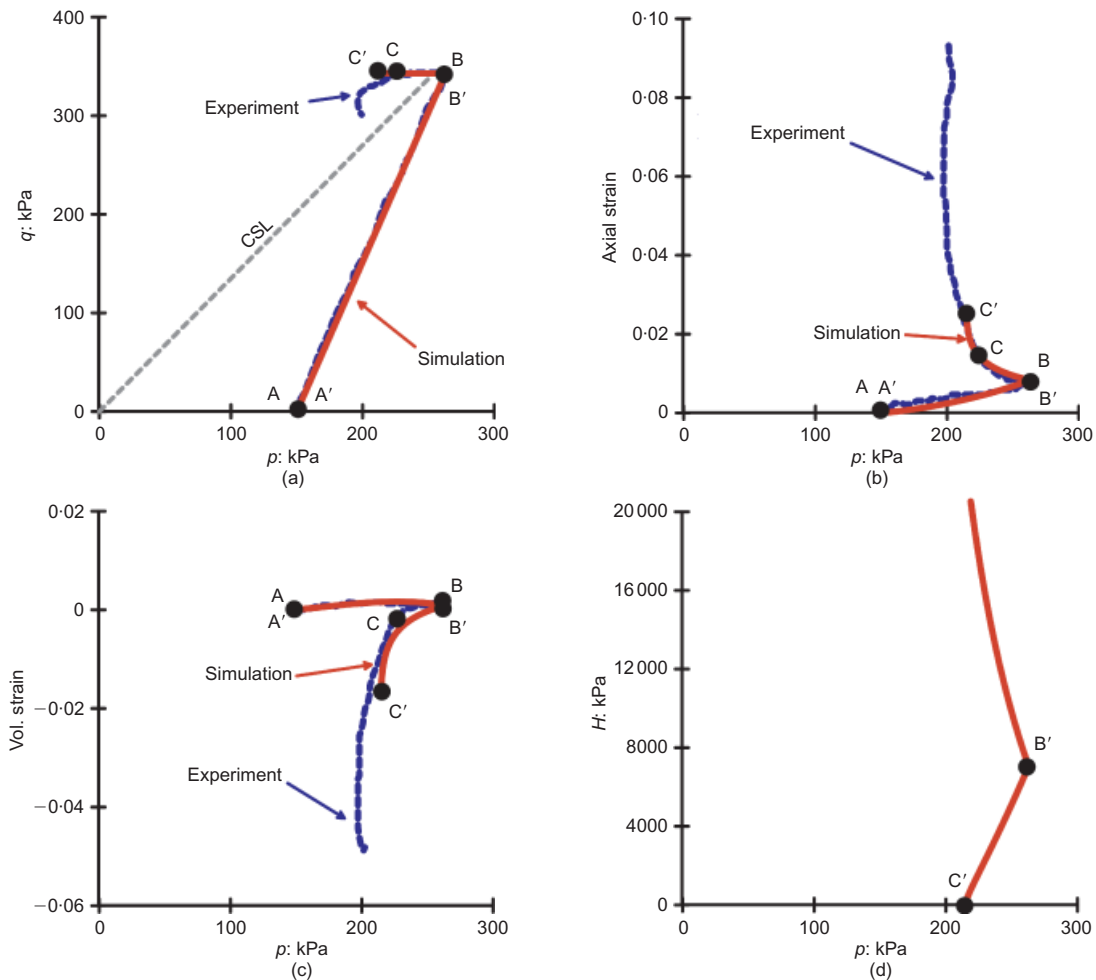 400
300
300
100
0
q: kPa
C′
C
B
B′
Experiment
CSL
Simulation
A
A′
0
100
200
300
p: kPa
(a)
0·10
0·08
0·06
0·04
0·02
0
Axial strain
Experiment
C′
Simulation
C
B
A
A′
B′
0
100
200
300
p: kPa
(b)
0·02
0
−0·02
−0·04
−0·06
Vol. strain
A
A′
B
C
B′
Simulation
C′
Experiment
0
100
200
300
p: kPa
(c)
20 000
16 000
12 000
8000
4000
0
H: kPa
B′
C′
0
100
200
300
p: kPa
(d)